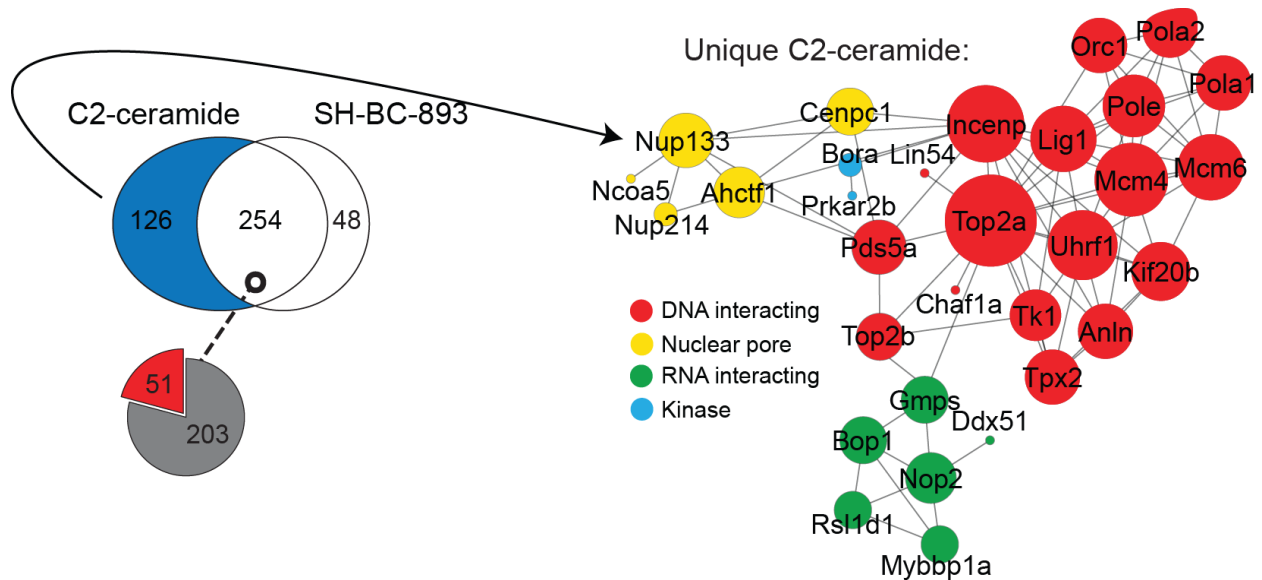 Unique C2-ceramide:
C2-ceramide
SH-BC-893
126
254
48
51
203
Orc1
Pola2
Pola1
Pole
Cenpc1
Incenp
Lig1
Nup133
Bora
Lin54
Mcm4
Mcm6
Ncoa5
Ahctf1
Prkar2b
Nup214
Top2a
Pds5a
Uhrf1
Kif20b
Chaf1a
Tk1
Anln
Top2b
Tpx2
DNA interacting
Nuclear pore
RNA interacting
Kinase
Gmps
Ddx51
Bop1
Nop2
Rsl1d1
Mybbp1a